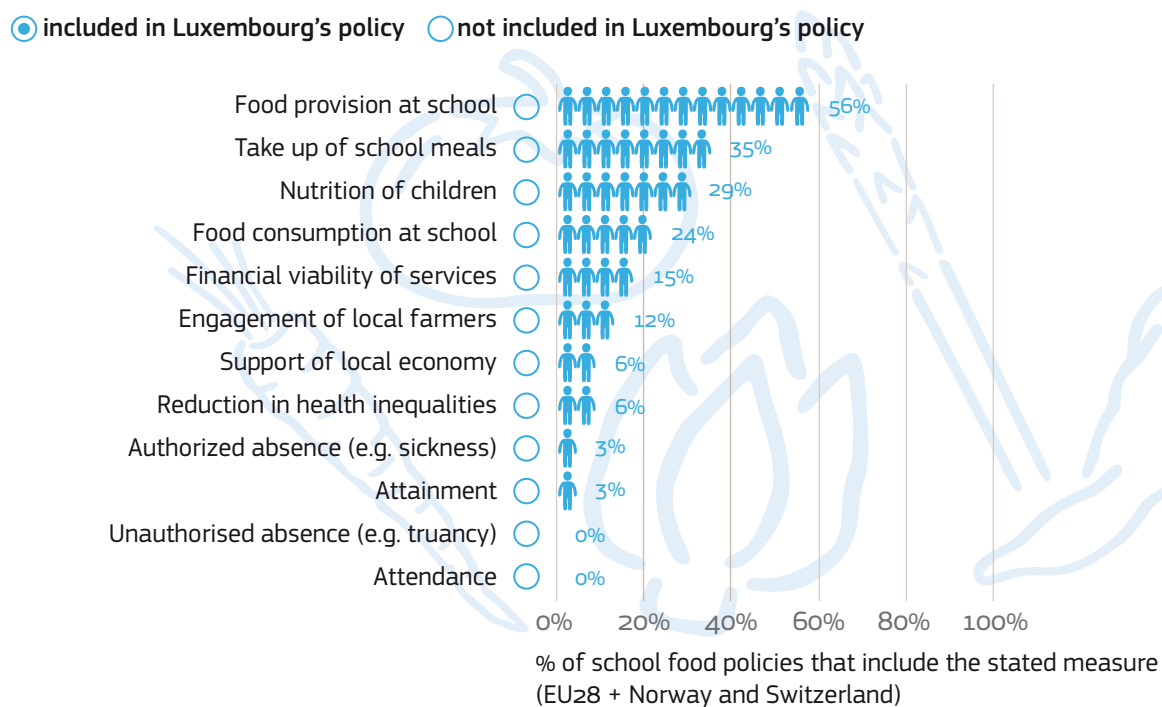 included in Luxembourg's policy not included in Luxembourg's policy
Food provision at school 56%
Take up of school meals 35%
Nutrition of children 29%
Food consumption at school 24%
Financial viability of services 15%
Engagement of local farmers 12%
Support of local economy 6%
Reduction in health inequalities 6%
Authorized absence (e.g. sickness) 3%
Attainment 3%
Unauthorised absence (e.g. truancy) 0%
Attendance 0%
0% 20% 40% 60% 80% 100%
% of school food policies that include the stated measure
(EU28 + Norway and Switzerland)